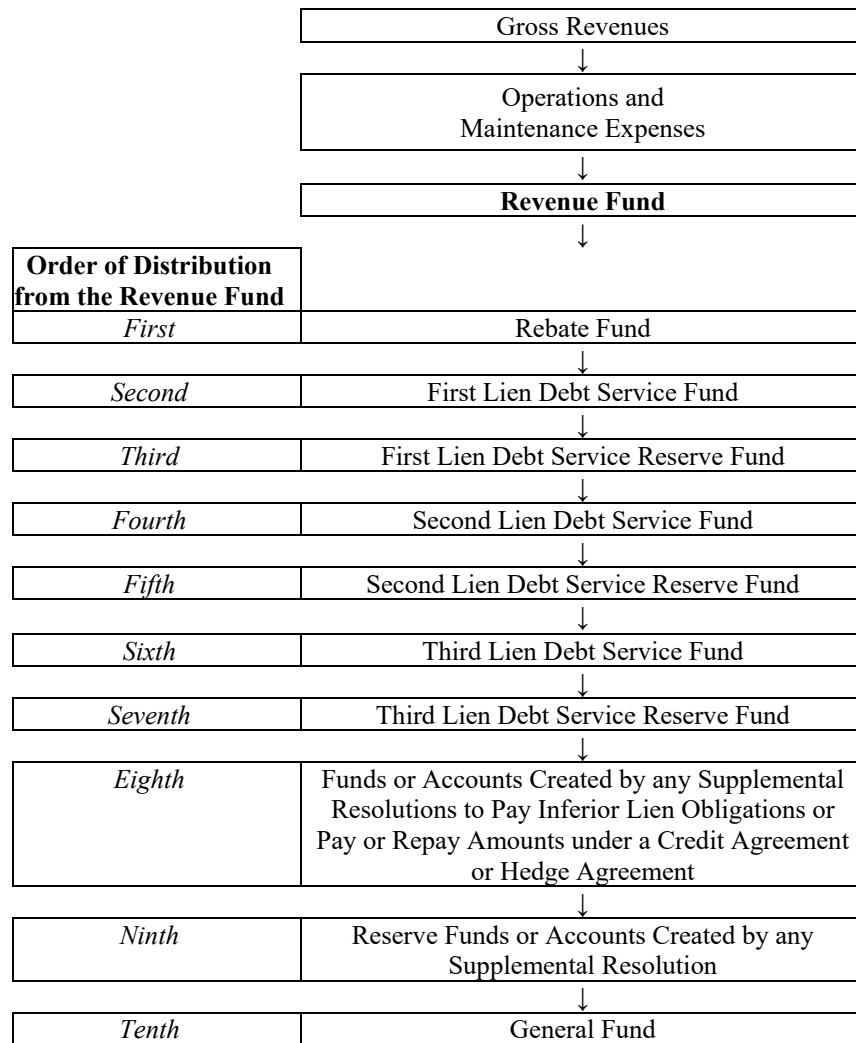 Gross Revenues
↓
Operations and
Maintenance Expenses
↓
Revenue Fund
↓
Order of Distribution
from the Revenue Fund
First Rebate Fund
↓
Second First Lien Debt Service Fund
↓
Third First Lien Debt Service Reserve Fund
↓
Fourth Second Lien Debt Service Fund
↓
Fifth Second Lien Debt Service Reserve Fund
↓
Sixth Third Lien Debt Service Fund
↓
Seventh Third Lien Debt Service Reserve Fund
↓
Eighth Funds or Accounts Created by any Supplemental
Resolutions to Pay Inferior Lien Obligations or
Pay or Repay Amounts under a Credit Agreement
or Hedge Agreement
↓
Ninth Reserve Funds or Accounts Created by any
Supplemental Resolution
↓
Tenth General Fund